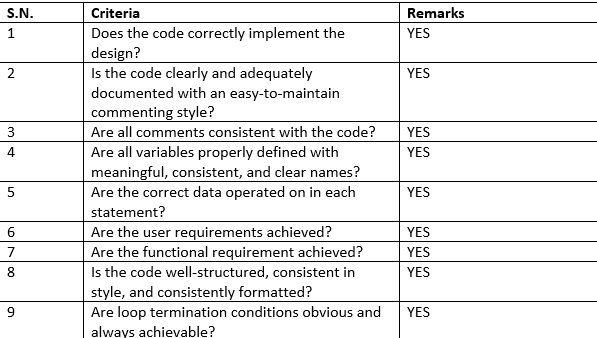 S.N. Criteria Remarks
1 Does the code correctly implement the YES
design?
2 Is the code clearly and adequately YES
documented with an easy-to-maintain
commenting style?
3 Are all comments consistent with the code? YES
4 Are all variables properly defined with YES
meaningful, consistent, and clear names?
5 Are the correct data operated on in each YES
statement?
6 Are the user requirements achieved? YES
7 Are the functional requirement achieved? YES
8 Is the code well-structured, consistent in YES
style, and consistently formatted?
9 Are loop termination conditions obvious and YES
always achievable?